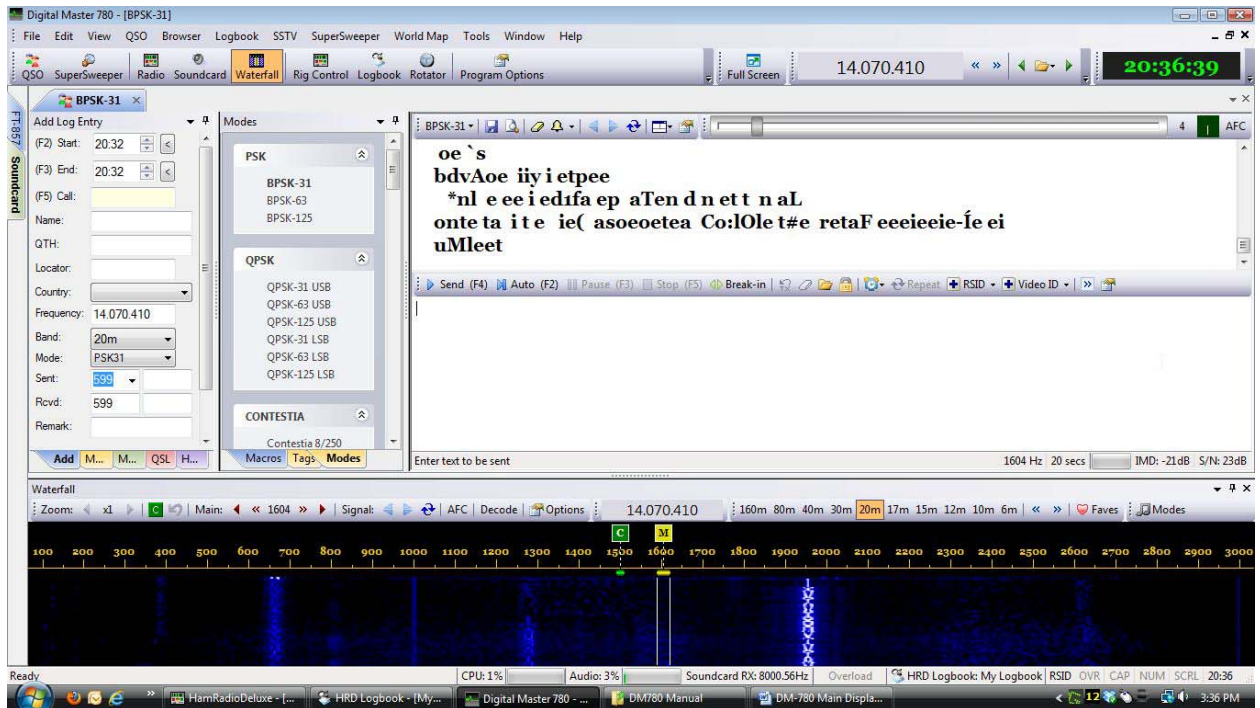 Digital Master 780 - [BPSK-31]
File Edit View QSO Browser Logbook SSTV SuperSweeper World Map Tools Window Help
QSO SuperSweeper Radio Soundcard Waterfall Rig Control Logbook Rotator Program Options Full Screen 14.070.410 « » 20:36:39
BPSK-31
FT-857 Soundcard
Add Log Entry
(F2) Start: 20:32
(F3) End: 20:32
(F5) Call:
Name:
QTH:
Locator:
Country:
Frequency: 14.070.410
Band: 20m
Mode: PSK31
Sent: 599
Rcvd: 599
Remark:
Add M... M... QSL H...
Modes
PSK
BPSK-31
BPSK-63
BPSK-125
QPSK
QPSK-31 USB
QPSK-63 USB
QPSK-125 USB
QPSK-31 LSB
QPSK-63 LSB
QPSK-125 LSB
CONTESTIA
Contestia 8/250
Macros Tags Modes
BPSK-31 4 AFC
oe `s
bdvAoe iiy i etpee
*nl e ee i ed1fa ep aTen d n et t n aL
onte ta i t e ie( asoeoetea Co:lOle t#e retaF eeeieeie-Íe ei
uMleet
Send (F4) Auto (F2) Pause (F3) Stop (F5) Break-in Repeat RSID Video ID »
Enter text to be sent 1604 Hz 20 secs IMD: -21dB S/N: 23dB
Waterfall
Zoom: x1 C Main: « 1604 » Signal: AFC Decode Options 14.070.410 160m 80m 40m 30m 20m 17m 15m 12m 10m 6m « » Faves Modes
C M
100 200 300 400 500 600 700 800 900 1000 1100 1200 1300 1400 1500 1600 1700 1800 1900 2000 2100 2200 2300 2400 2500 2600 2700 2800 2900 3000
Ready CPU: 1% Audio: 3% Soundcard RX: 8000.56Hz Overload HRD Logbook: My Logbook RSID OVR CAP NUM SCRL 20:36
» HamRadioDeluxe - [... HRD Logbook - [My... Digital Master 780 - ... DM780 Manual DM-780 Main Displa... < 12 3:36 PM